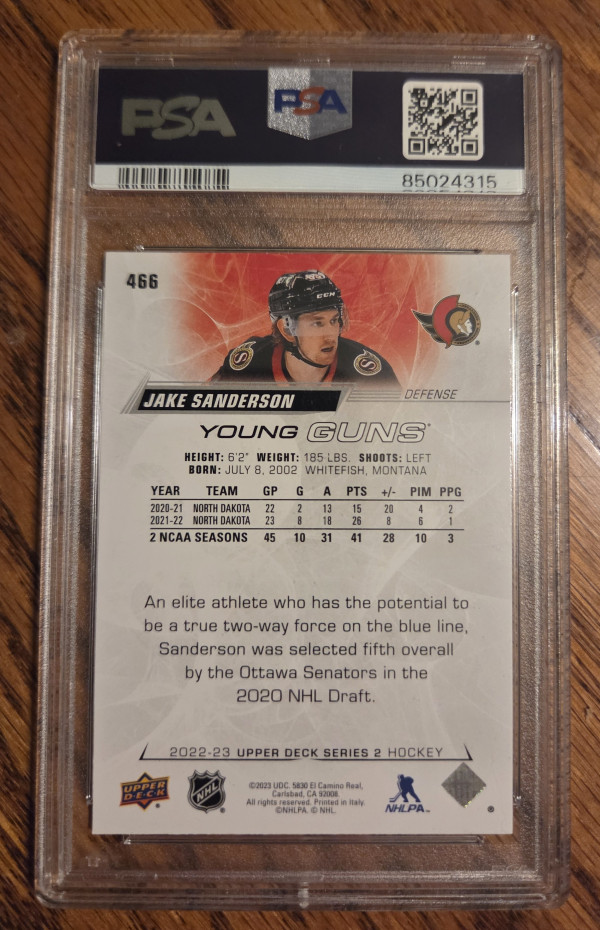 PSA
PSA
85024315
466
CCM
JAKE SANDERSON
DEFENSE
YOUNG GUNS®
HEIGHT: 6'2" WEIGHT: 185 LBS. SHOOTS: LEFT
BORN: JULY 8, 2002 WHITEFISH, MONTANA
YEAR TEAM GP G A PTS +/- PIM PPG
2020-21 NORTH DAKOTA 22 2 13 15 20 4 2
2021-22 NORTH DAKOTA 23 8 18 26 8 6 1
2 NCAA SEASONS 45 10 31 41 28 10 3
An elite athlete who has the potential to
be a true two-way force on the blue line,
Sanderson was selected fifth overall
by the Ottawa Senators in the
2020 NHL Draft.
2022-23 UPPER DECK SERIES 2 HOCKEY
UPPER
DECK
NHL
©2023 UDC. 5830 El Camino Real,
Carlsbad, CA 92008.
All rights reserved. Printed in Italy.
©NHLPA. © NHL.
NHLPA™
®